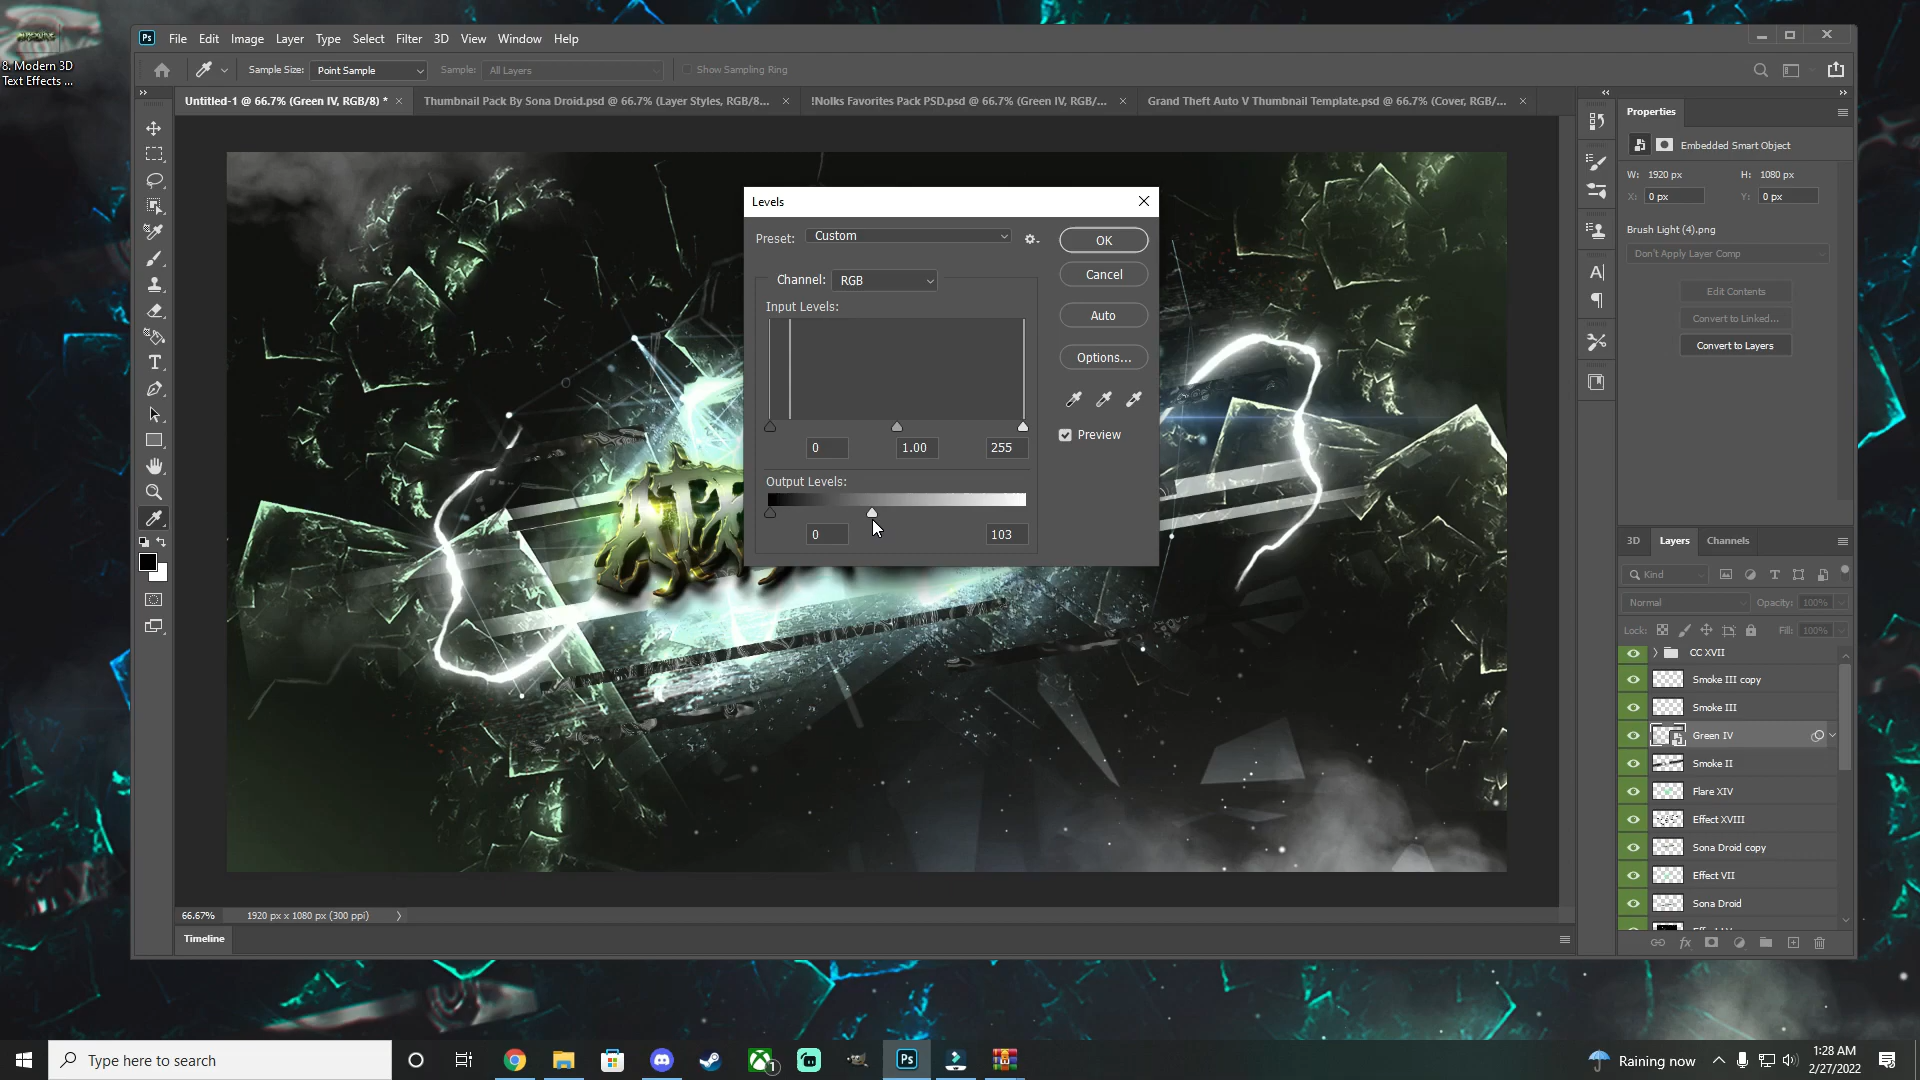 8. Modern 3D
Text Effects ...
Ps File Edit Image Layer Type Select Filter 3D View Window Help
Sample Size: Point Sample Sample: All Layers Show Sampling Ring
Untitled-1 @ 66.7% (Green IV, RGB/8) *
Thumbnail Pack By Sona Droid.psd @ 66.7% (Layer Styles, RGB/8...
!Nolks Favorites Pack PSD.psd @ 66.7% (Green IV, RGB/...
Grand Theft Auto V Thumbnail Template.psd @ 66.7% (Cover, RGB/...
Levels
Preset: Custom
OK
Channel: RGB
Cancel
Input Levels:
Auto
Options...
Preview
0 1.00 255
Output Levels:
0 103
Properties
Embedded Smart Object
W: 1920 px H: 1080 px
X: 0 px Y: 0 px
Brush Light (4).png
Don't Apply Layer Comp
Edit Contents
Convert to Linked...
Convert to Layers
3D Layers Channels
Kind
Normal Opacity: 100%
Lock: Fill: 100%
CC XVII
Smoke III copy
Smoke III
Green IV
Smoke II
Flare XIV
Effect XVIII
Sona Droid copy
Effect VII
Sona Droid
66.67% 1920 px x 1080 px (300 ppi)
Timeline
Type here to search
1
Ps
Raining now
1:28 AM
2/27/2022